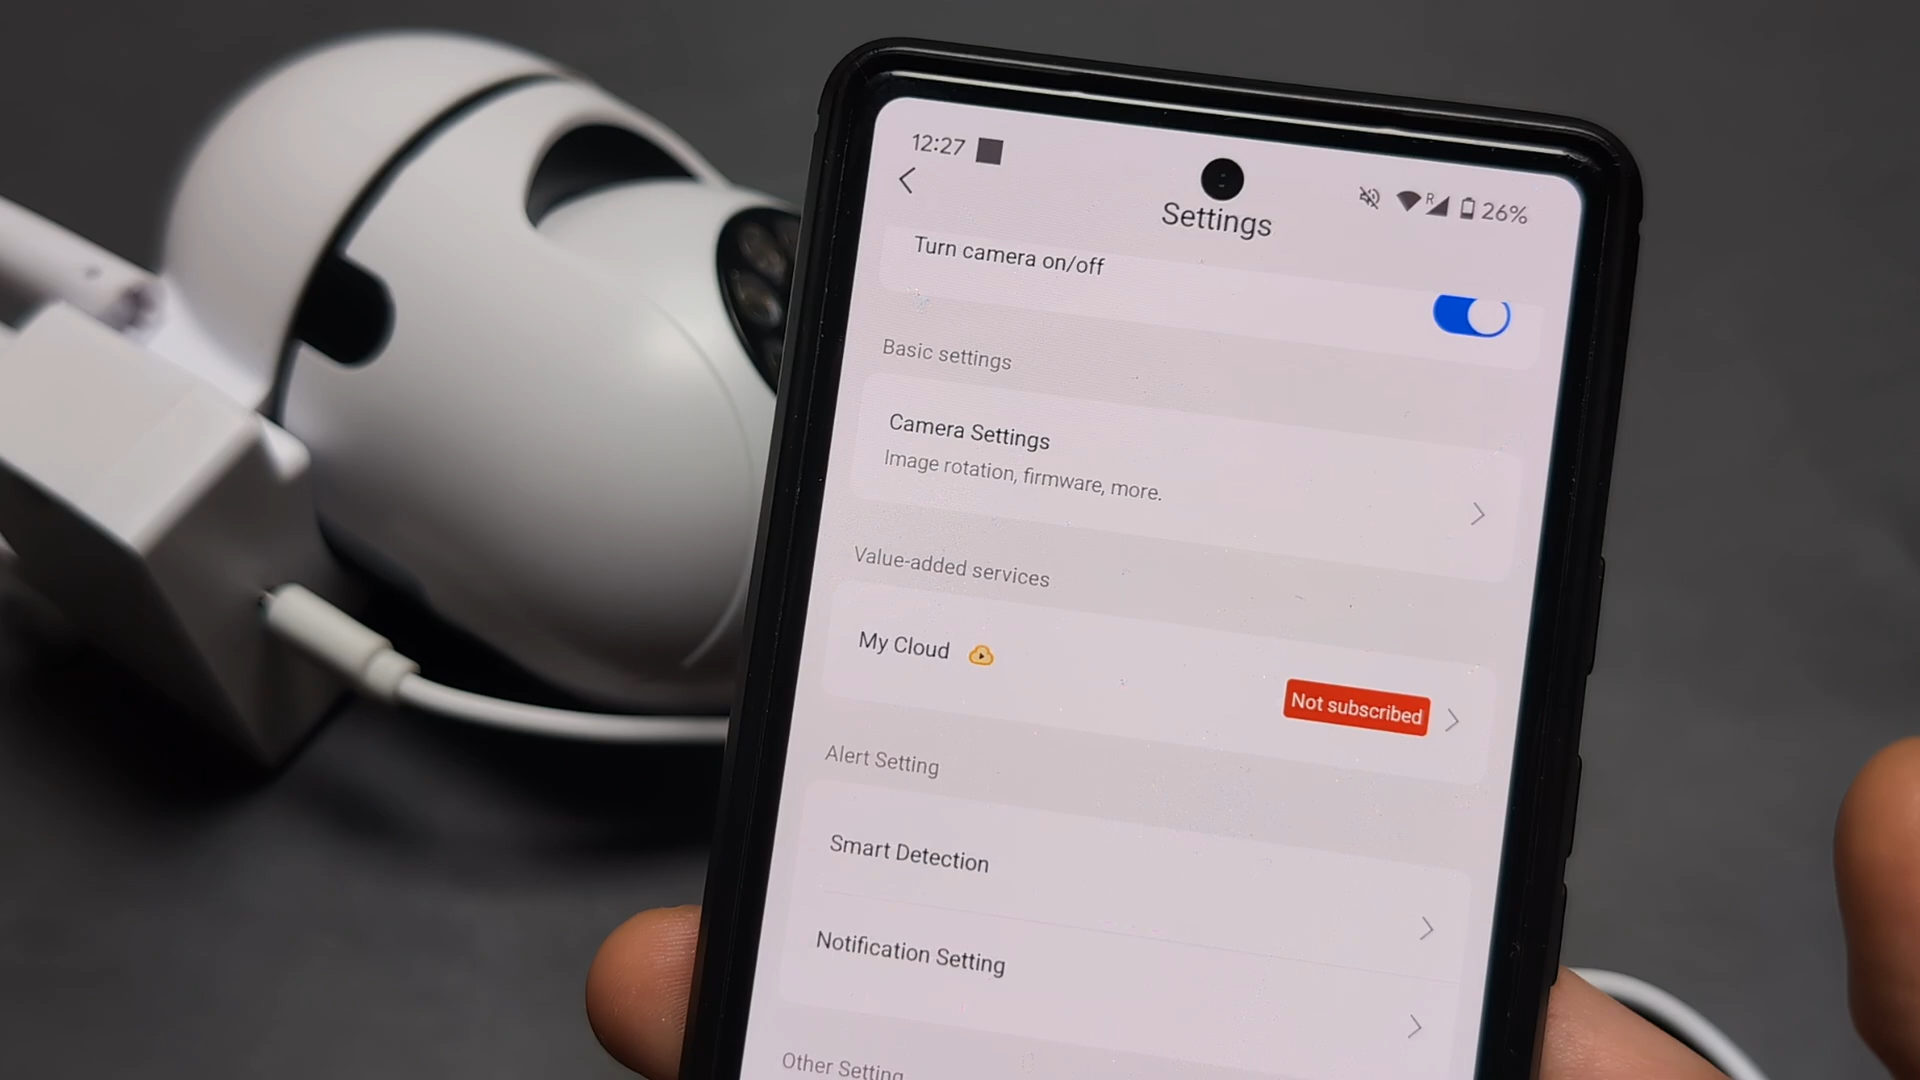 12:27
R
26%
Settings
Turn camera on/off
Basic settings
Camera Settings
Image rotation, firmware, more.
Value-added services
My Cloud
Not subscribed
Alert Setting
Smart Detection
Notification Setting
Other Setting